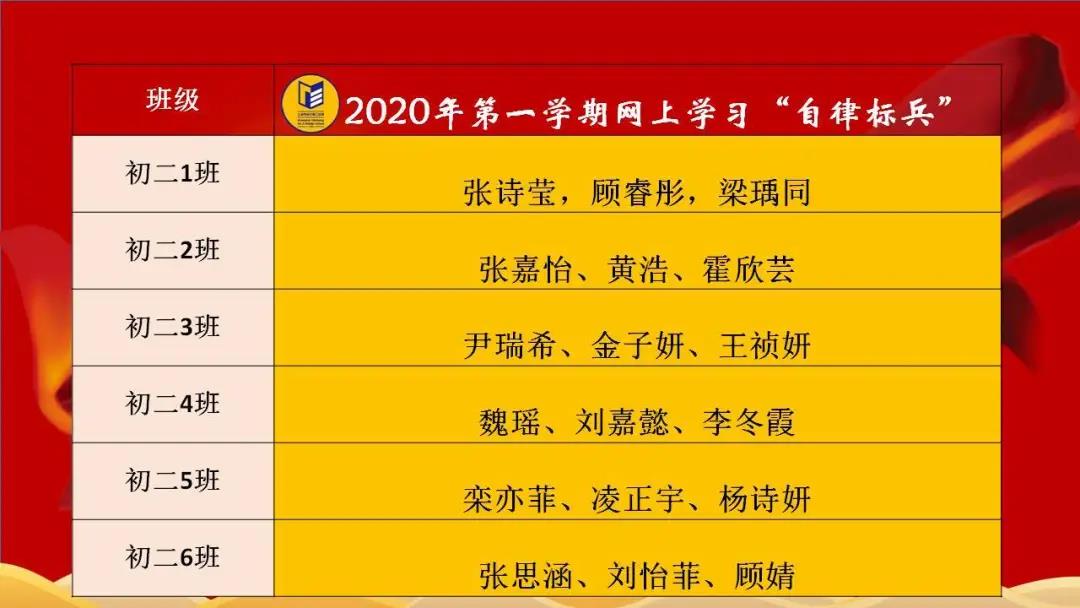 班级
2020年第一学期网上学习“自律标兵”
初二1班
张诗莹，顾睿彤，梁瑀同
初二2班
张嘉怡、黄浩、霍欣芸
初二3班
尹瑞希、金子妍、王祯妍
初二4班
魏瑶、刘嘉懿、李冬霞
初二5班
栾亦菲、凌正宇、杨诗妍
初二6班
张思涵、刘怡菲、顾婧